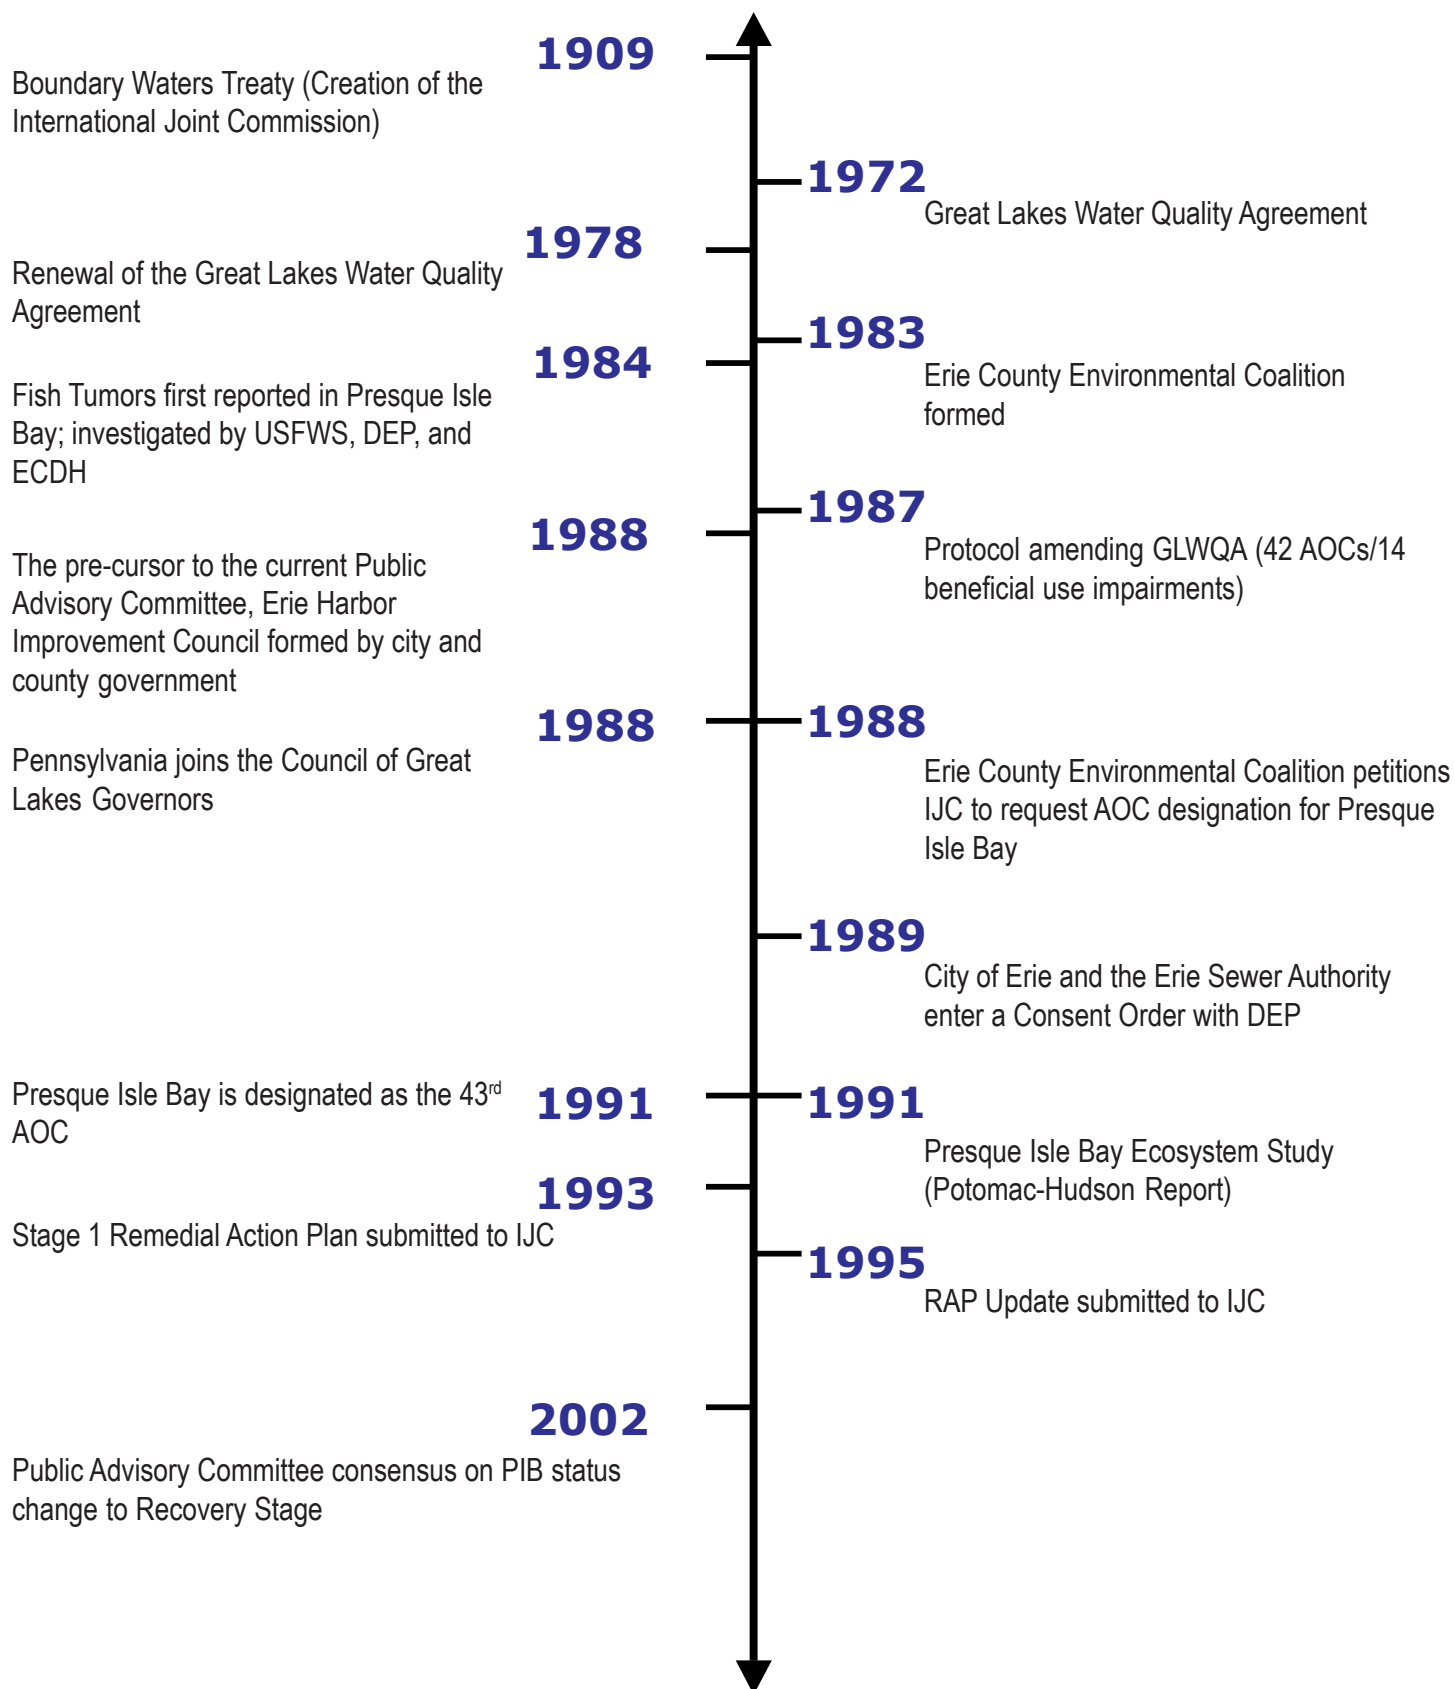 1909
Boundary Waters Treaty (Creation of the
International Joint Commission)
1972
Great Lakes Water Quality Agreement
1978
Renewal of the Great Lakes Water Quality
Agreement
1983
Erie County Environmental Coalition
formed
1984
Fish Tumors first reported in Presque Isle
Bay; investigated by USFWS, DEP, and
ECDH
1987
Protocol amending GLWQA (42 AOCs/14
beneficial use impairments)
1988
The pre-cursor to the current Public
Advisory Committee, Erie Harbor
Improvement Council formed by city and
county government
1988
Pennsylvania joins the Council of Great
Lakes Governors
1988
Erie County Environmental Coalition petitions
IJC to request AOC designation for Presque
Isle Bay
1989
City of Erie and the Erie Sewer Authority
enter a Consent Order with DEP
1991
Presque Isle Bay is designated as the 43rd
AOC
1991
Presque Isle Bay Ecosystem Study
(Potomac-Hudson Report)
1993
Stage 1 Remedial Action Plan submitted to IJC
1995
RAP Update submitted to IJC
2002
Public Advisory Committee consensus on PIB status
change to Recovery Stage